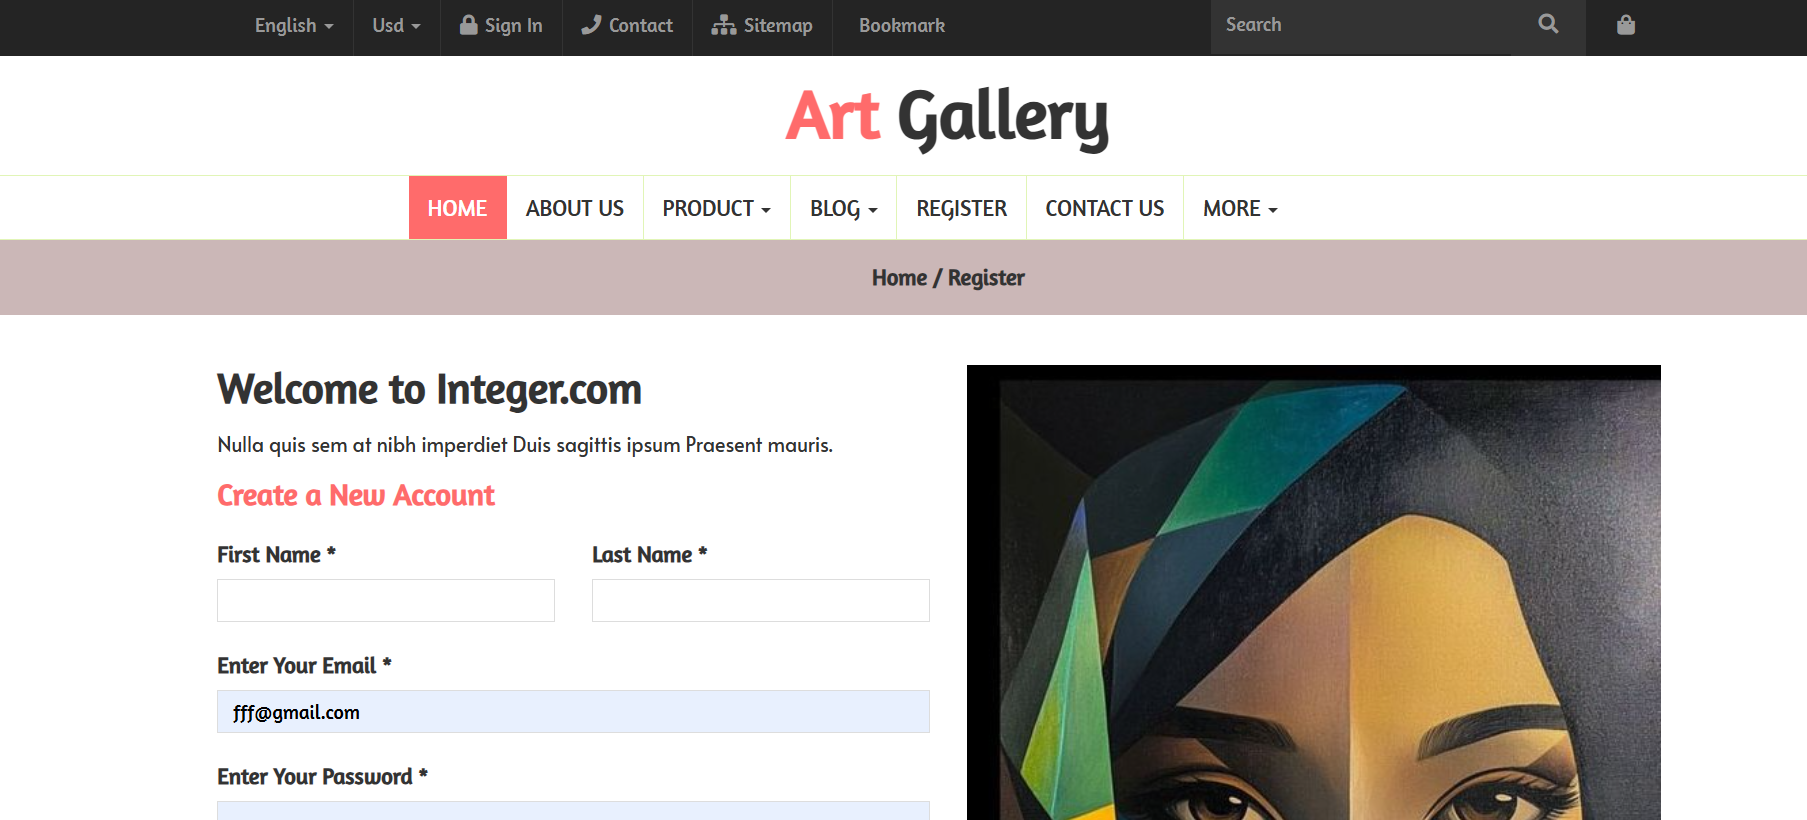 English Usd Sign In Contact Sitemap Bookmark Search
Art Gallery
HOME ABOUT US PRODUCT BLOG REGISTER CONTACT US MORE
Home / Register
Welcome to Integer.com
Nulla quis sem at nibh imperdiet Duis sagittis ipsum Praesent mauris.
Create a New Account
First Name * Last Name *
Enter Your Email *
fff@gmail.com
Enter Your Password *